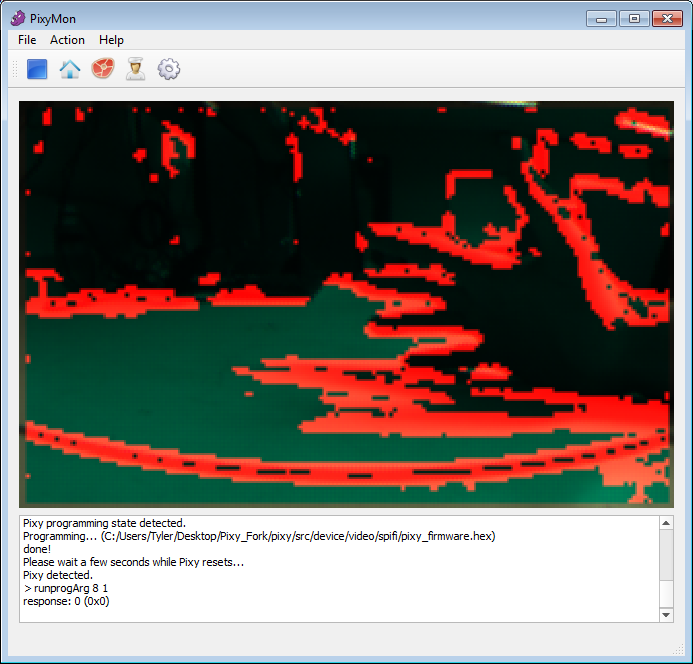 PixyMon
File Action Help
Pixy programming state detected.
Programming... (C:/Users/Tyler/Desktop/Pixy_Fork/pixy/src/device/video/spifi/pixy_firmware.hex)
done!
Please wait a few seconds while Pixy resets...
Pixy detected.
> runprogArg 8 1
response: 0 (0x0)